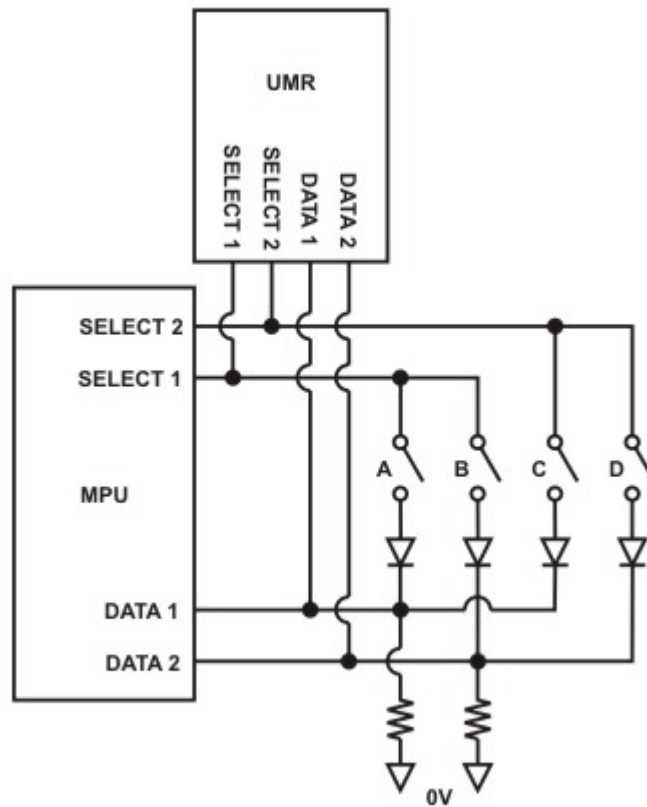 UMR
SELECT 1
SELECT 2
DATA 1
DATA 2
SELECT 2
SELECT 1
MPU
DATA 1
DATA 2
A
B
C
D
0V